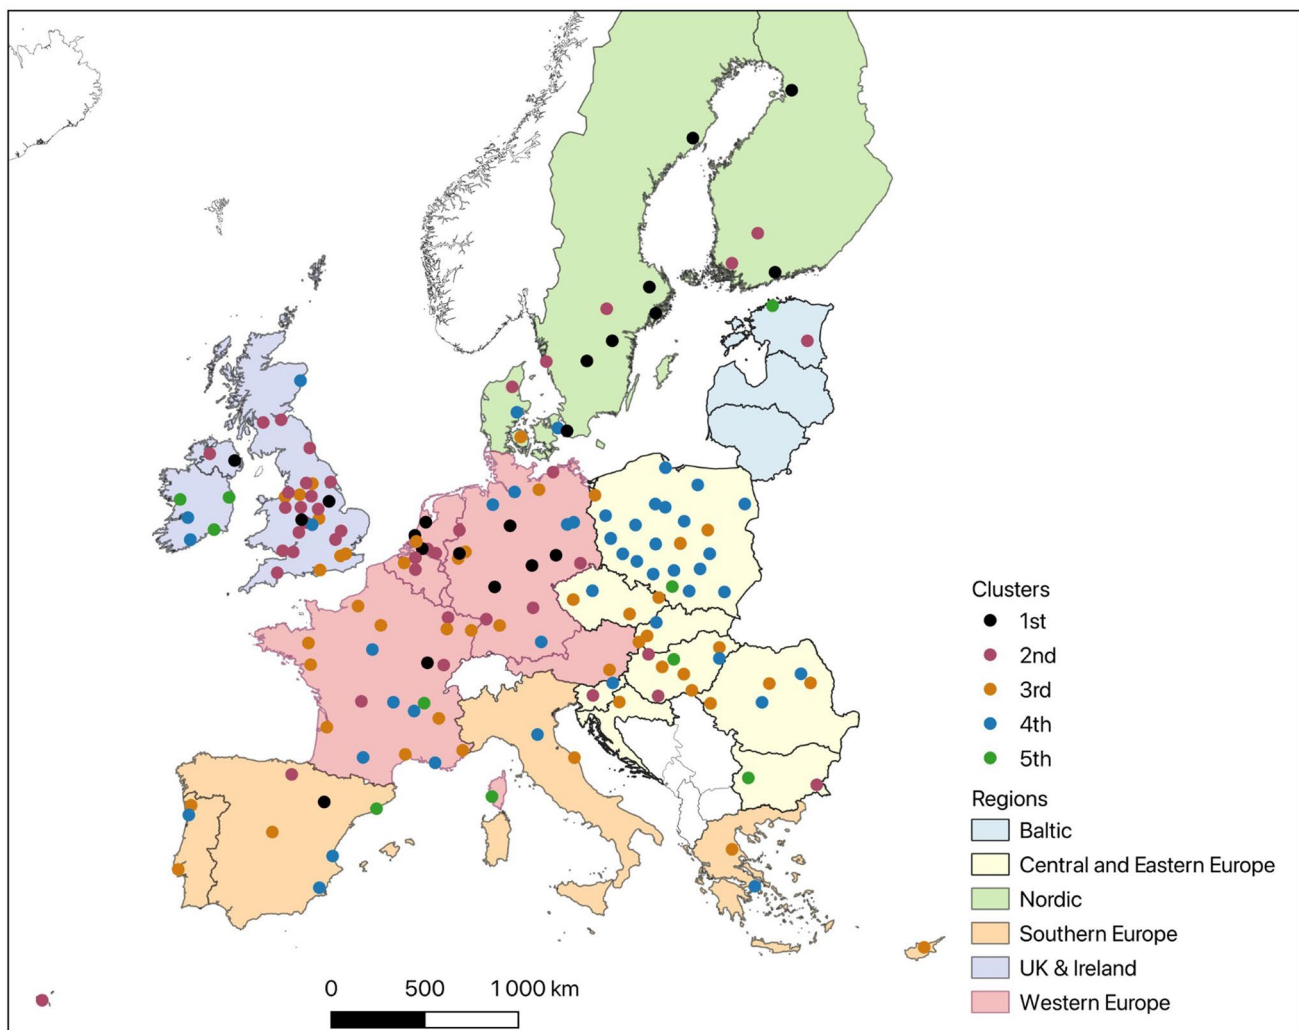 Clusters
1st
2nd
3rd
4th
5th
Regions
Baltic
Central and Eastern Europe
Nordic
Southern Europe
UK & Ireland
Western Europe
0 500 1 000 km